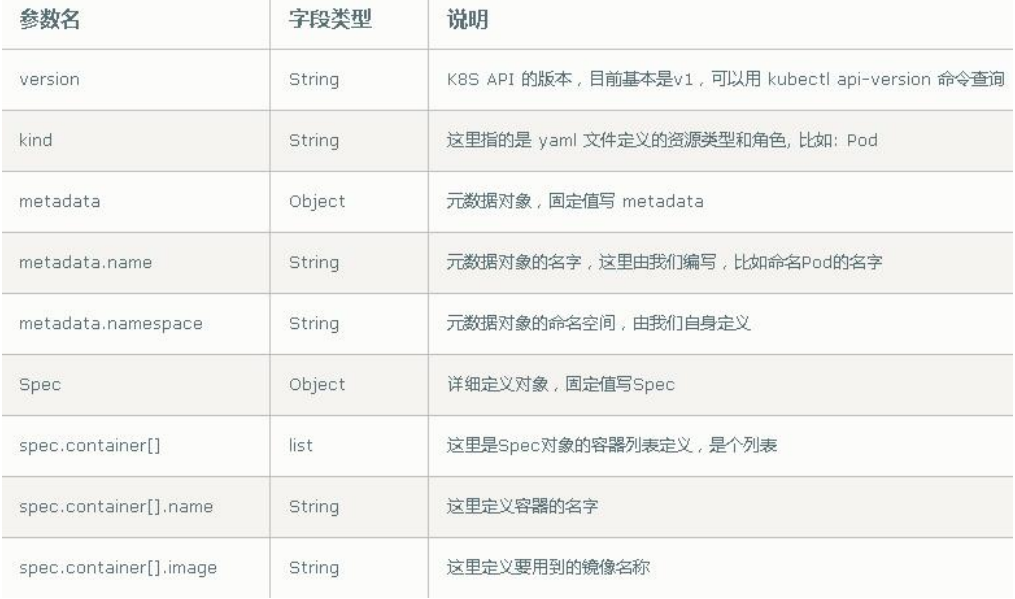 参数名 字段类型 说明
version String K8S API 的版本，目前基本是v1，可以用 kubectl api-version 命令查询
kind String 这里指的是 yaml 文件定义的资源类型和角色, 比如: Pod
metadata Object 元数据对象，固定值写 metadata
metadata.name String 元数据对象的名字，这里由我们编写，比如命名Pod的名字
metadata.namespace String 元数据对象的命名空间，由我们自身定义
Spec Object 详细定义对象，固定值写Spec
spec.container[] list 这里是Spec对象的容器列表定义，是个列表
spec.container[].name String 这里定义容器的名字
spec.container[].image String 这里定义要用到的镜像名称